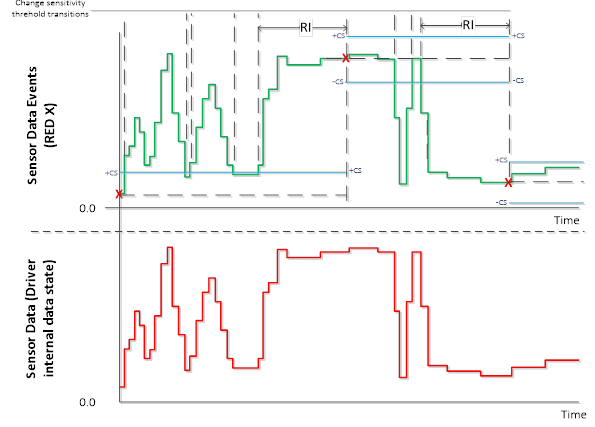 Change sensitivity
threhold transitions
RI
RI
+CS
+CS
+CS
-CS
-CS
+CS
+CS
+CS
-CS
X
X
X
Sensor Data Events
(RED X)
0.0
Time
Sensor Data (Driver
internal data state)
0.0
Time